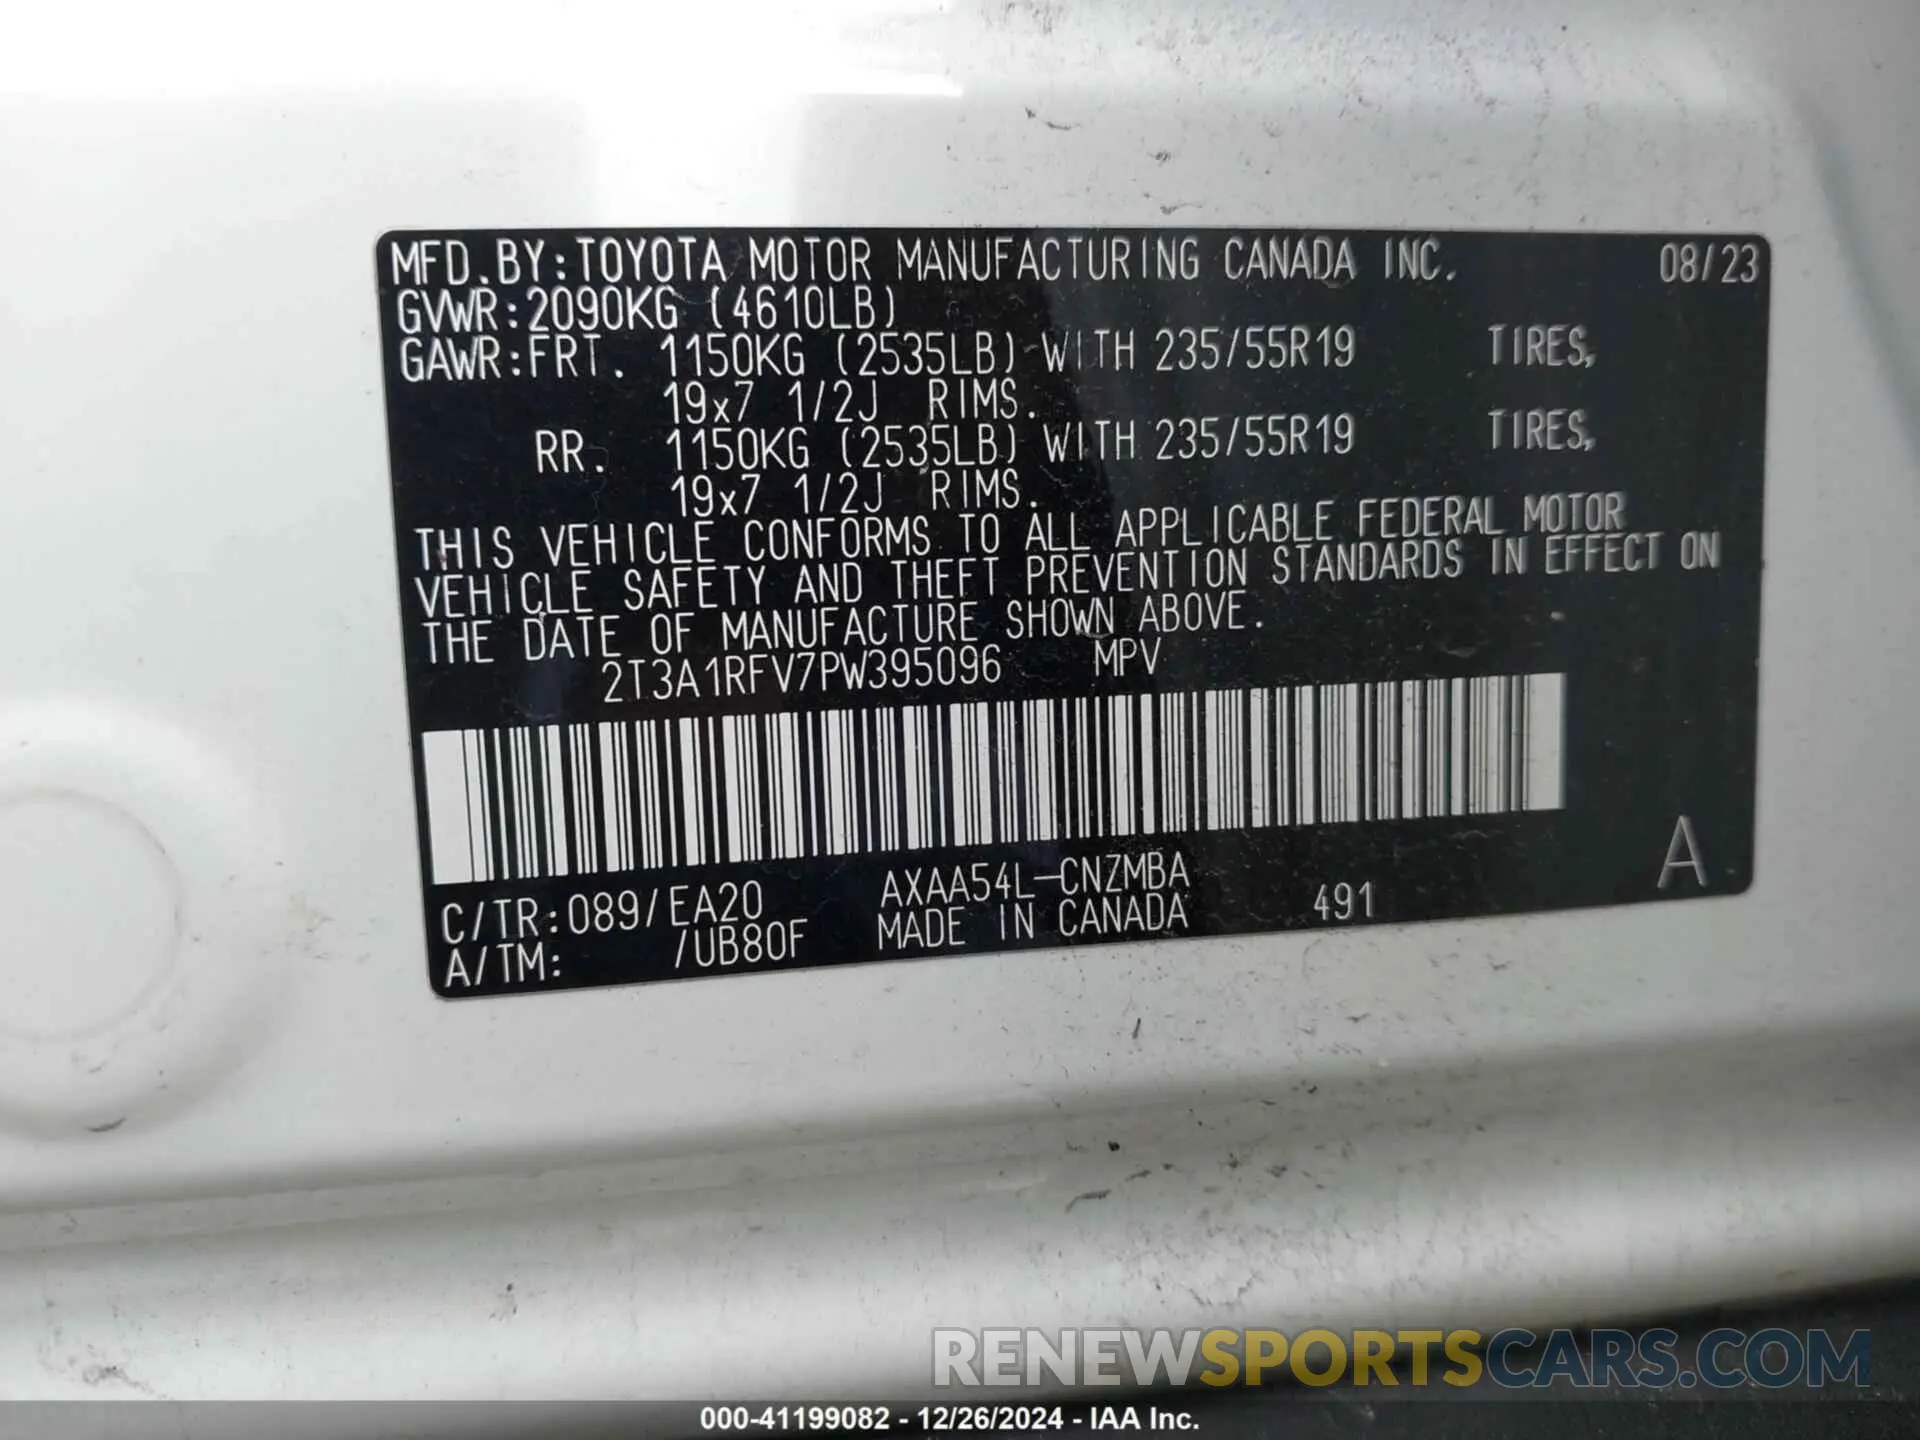 MFD.BY:TOYOTA MOTOR MANUFACTURING CANADA INC. 08/23
GVWR:2090KG (4610LB)
GAWR:FRT. 1150KG (2535LB) WITH 235/55R19 TIRES,
19x7 1/2J RIMS.
RR. 1150KG (2535LB) WITH 235/55R19 TIRES,
19x7 1/2J RIMS.
THIS VEHICLE CONFORMS TO ALL APPLICABLE FEDERAL MOTOR
VEHICLE SAFETY AND THEFT PREVENTION STANDARDS IN EFFECT ON
THE DATE OF MANUFACTURE SHOWN ABOVE.
2T3A1RFV7PW395096 MPV
C/TR:089/EA20 AXAA54L-CNZMBA
A/TM: /UB80F MADE IN CANADA 491 A
RENEWSPORTSCARS.COM
000-41199082 - 12/26/2024 - IAA Inc.